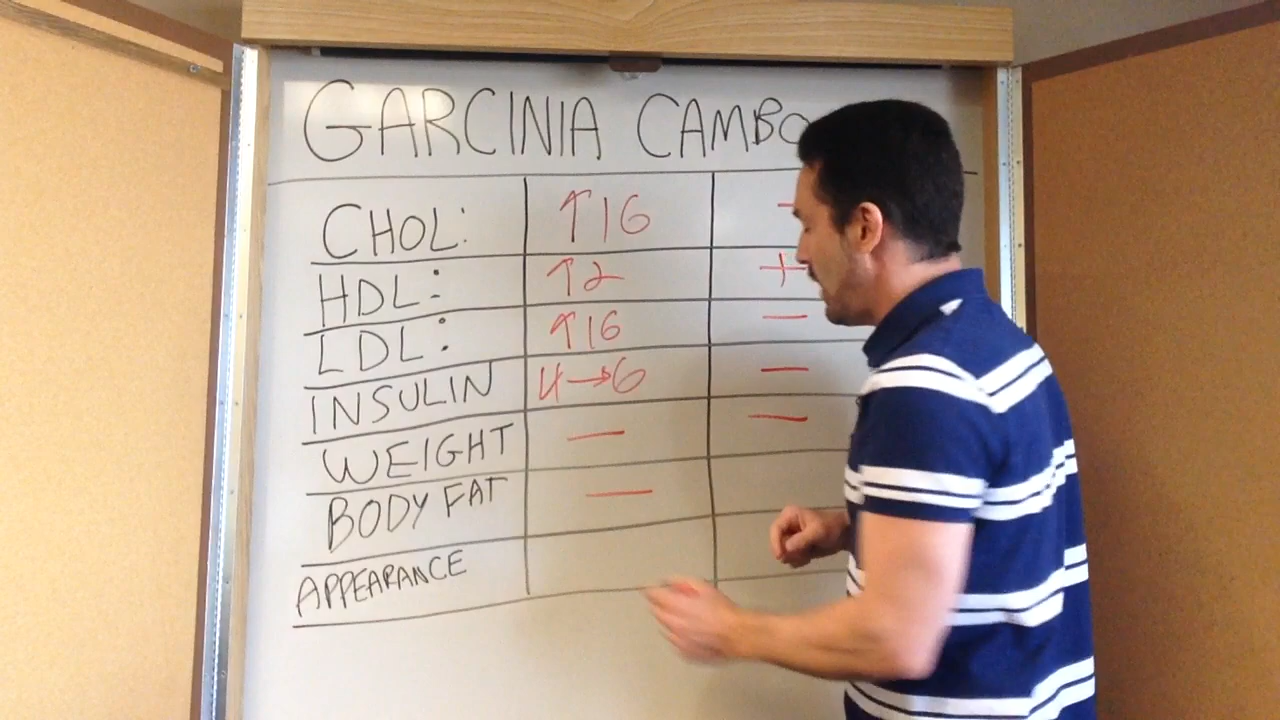 GARCINIA CAMBO
CHOL: ↑16 -
HDL: ↑2 +
LDL: ↑16 —
INSULIN 4→6 —
WEIGHT — —
BODY FAT —
APPEARANCE